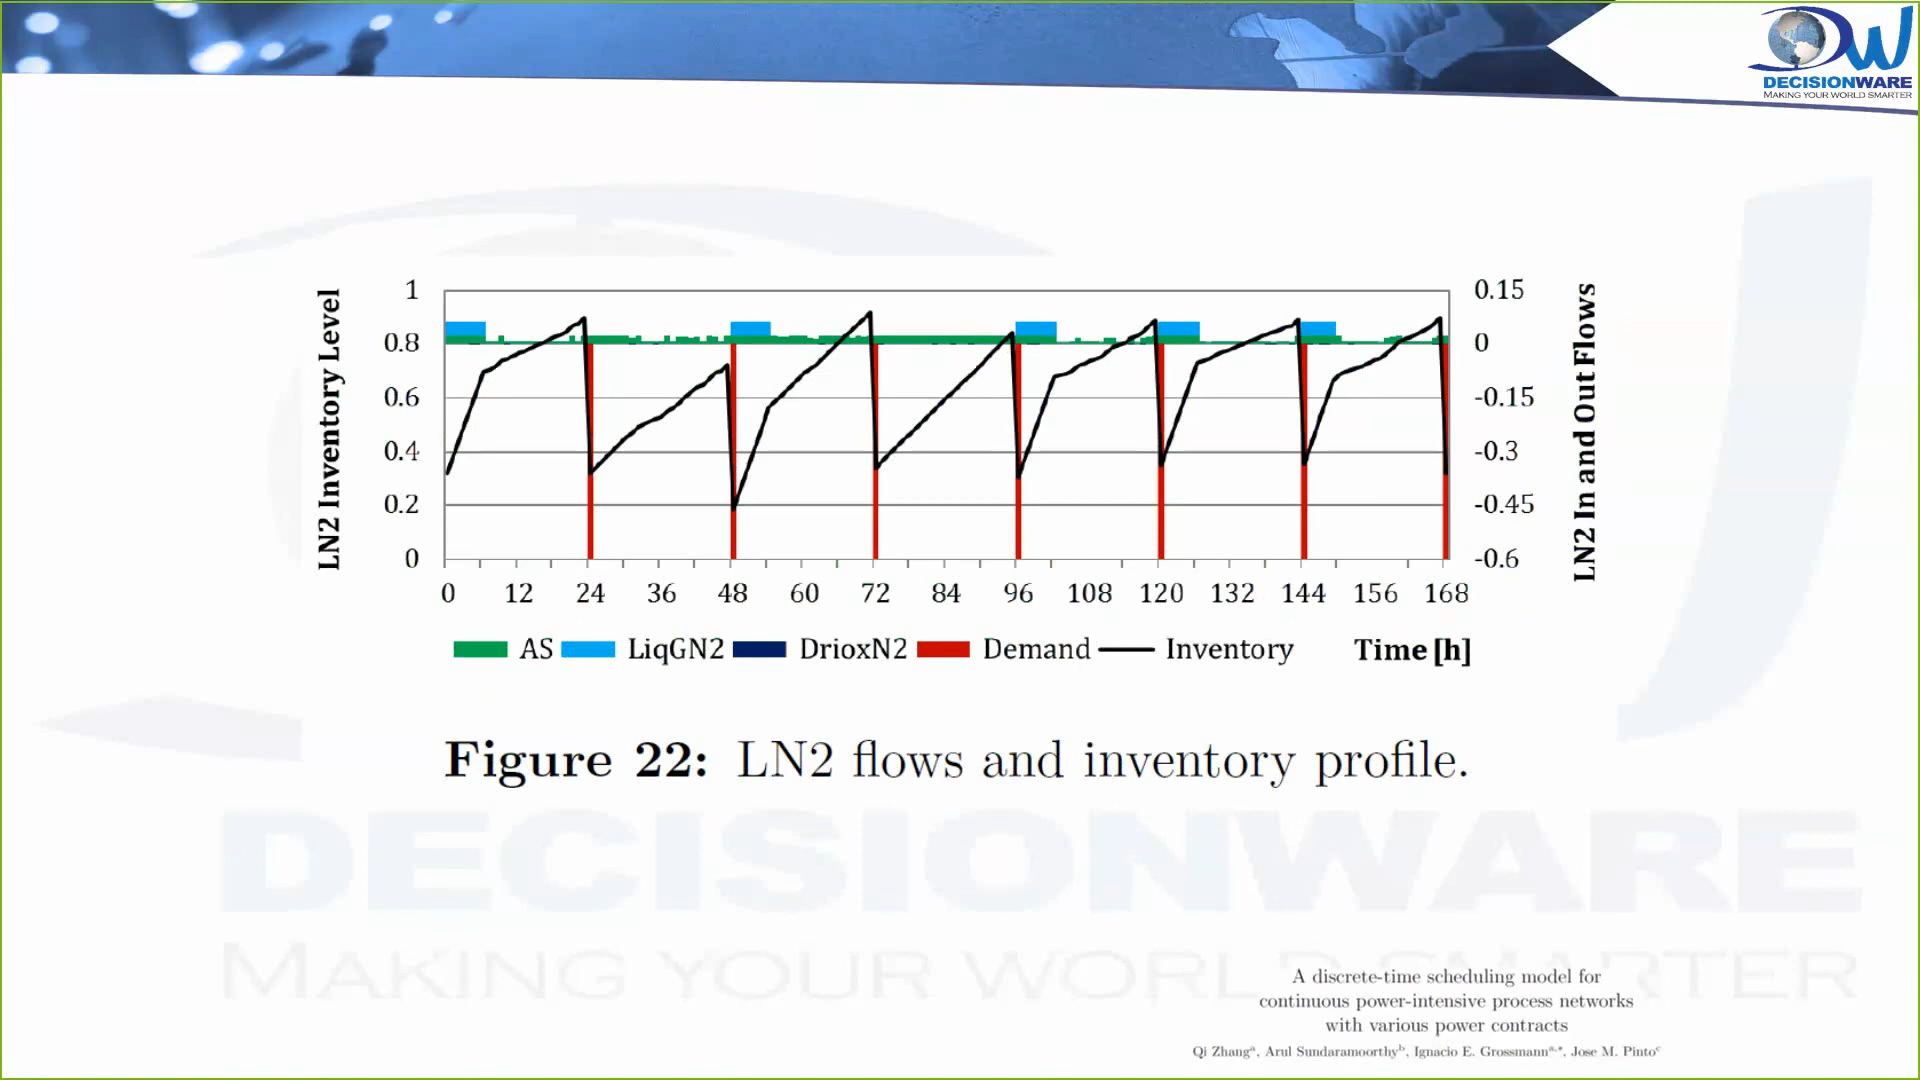 DECISIONWARE
MAKING YOUR WORLD SMARTER
LN2 Inventory Level
1
0.8
0.6
0.4
0.2
0
0.15
0
-0.15
-0.3
-0.45
-0.6
LN2 In and Out Flows
0 12 24 36 48 60 72 84 96 108 120 132 144 156 168
AS LiqGN2 DrioxN2 Demand Inventory Time [h]
Figure 22: LN2 flows and inventory profile.
DECISIONWARE
MAKING YOUR WORLD SMARTER
A discrete-time scheduling model for
continuous power-intensive process networks
with various power contracts
Qi Zhangᵃ, Arul Sundaramoorthyᵇ, Ignacio E. Grossmannᵃ,*, Jose M. Pintoᶜ